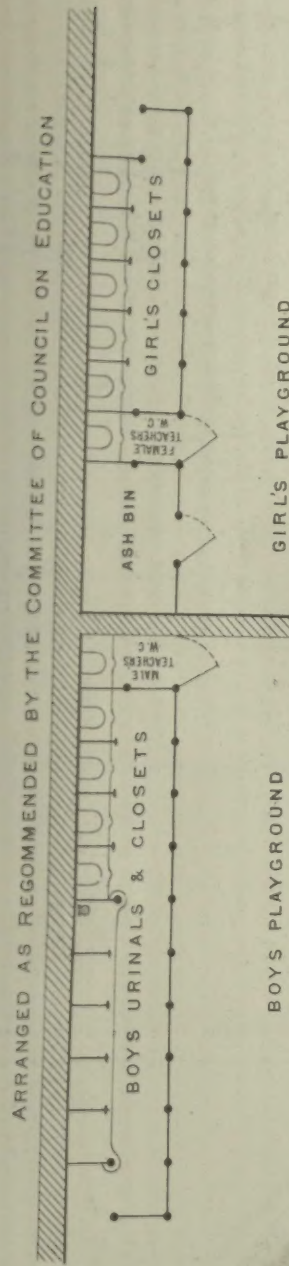 ARRANGED AS REGOMMENDED BY THE COMMITTEE OF COUNCIL ON EDUCATION
BOYS URINALS & CLOSETS
MALE
TEACHERS
W.C
ASH BIN
FEMALE
TEACHERS
W.C
GIRL'S CLOSETS
BOYS PLAYGROUND
GIRL'S PLAYGROUND